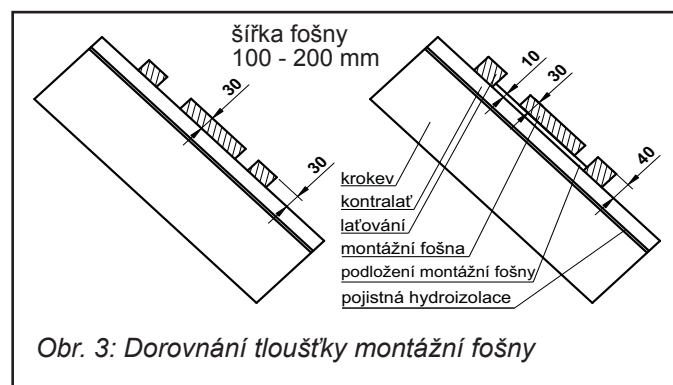 šířka fošny
100 - 200 mm
30
30
10
30
40
krokev
kontralať
laťování
montážní fošna
podložení montážní fošny
pojistná hydroizolace
Obr. 3: Dorovnání tloušťky montážní fošny